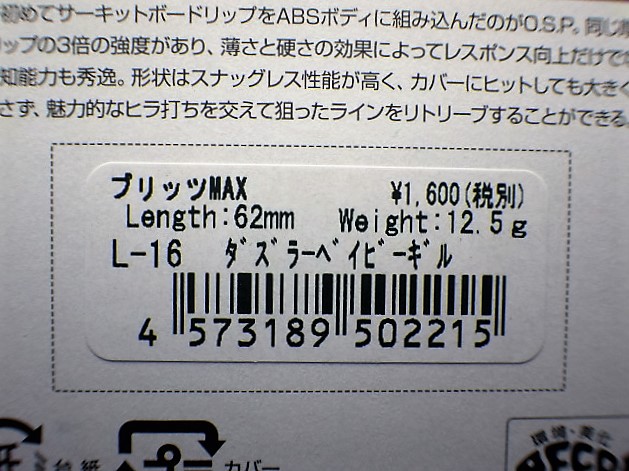 初めてサーキットボードリップをABSボディに組み込んだのがO.S.P。同じ
リップの3倍の強度があり、薄さと硬さの効果によってレスポンス向上だけで
知能力も秀逸。形状はスナッグレス性能が高く、カバーにヒットしても大きく
さず、魅力的なヒラ打ちを交えて狙ったラインをリトリーブすることができる。
ブリッツMAX ¥1,600(税別)
Length:62mm Weight:12.5g
L-16 ダズラーベイビーギル
4 573189 502215
台紙 カバー
環境・美化